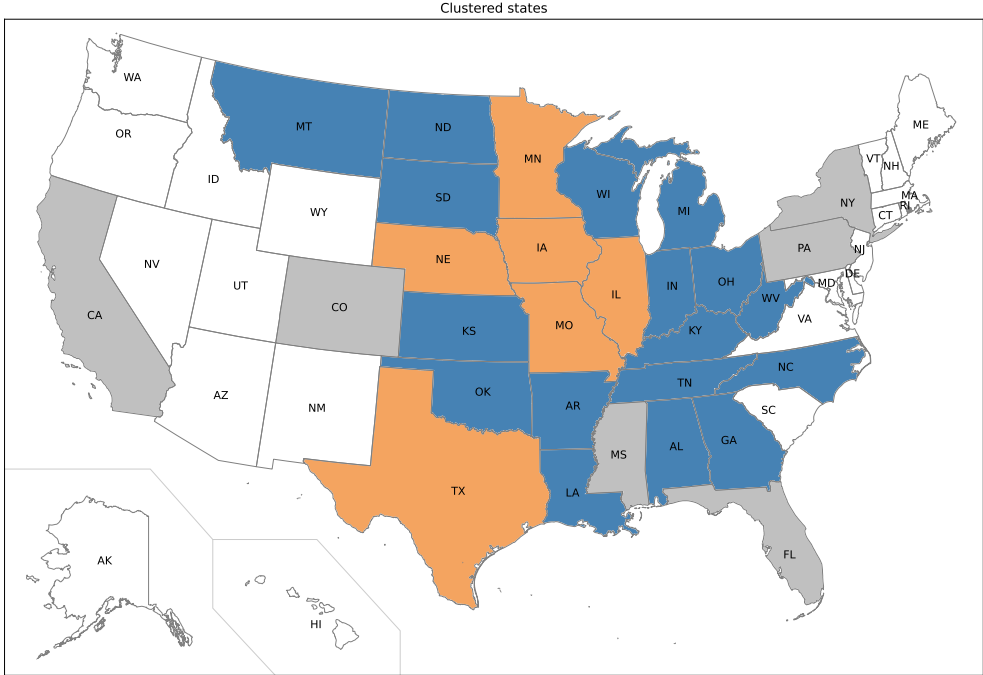 Clustered states
WA
OR
ID
MT
ND
MN
SD
WY
WI
MI
ME
VT
NH
NY
MA
RI
CT
NV
UT
CO
NE
IA
IL
IN
OH
PA
NJ
DE
MD
WV
VA
CA
KS
MO
KY
AZ
NM
OK
AR
TN
NC
SC
TX
LA
MS
AL
GA
FL
AK
HI